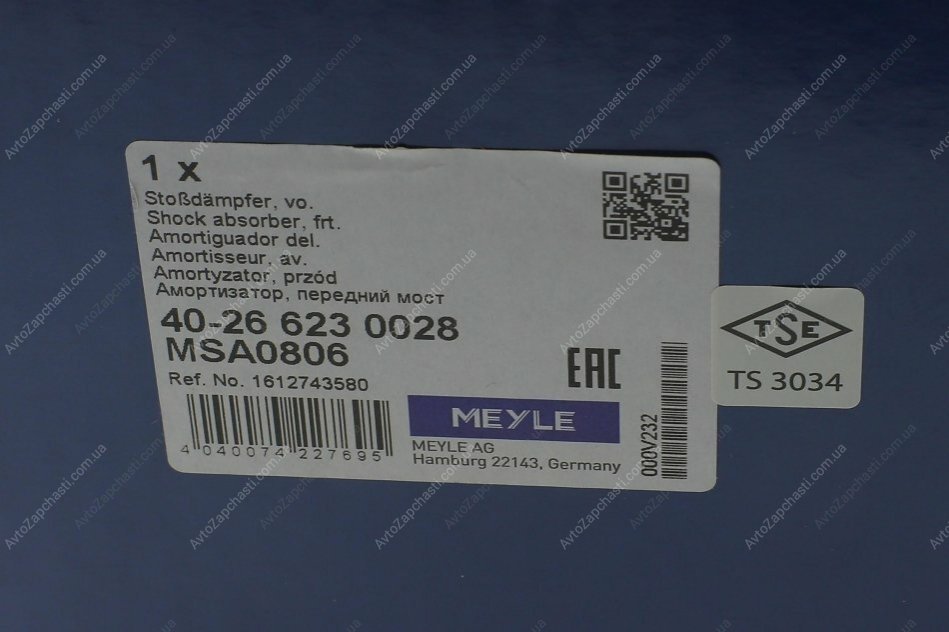 1 x
Stoßdämpfer, vo.
Shock absorber, frt.
Amortiguador del.
Amortisseur, av.
Amortyzator, przód
Амортизатор, передний мост
40-26 623 0028
MSA0806
Ref. No. 1612743580
4 040074 227695
EAC
MEYLE
MEYLE AG
Hamburg 22143, Germany
000V232
TSE
TS 3034
AvtoZapchasti.com.ua